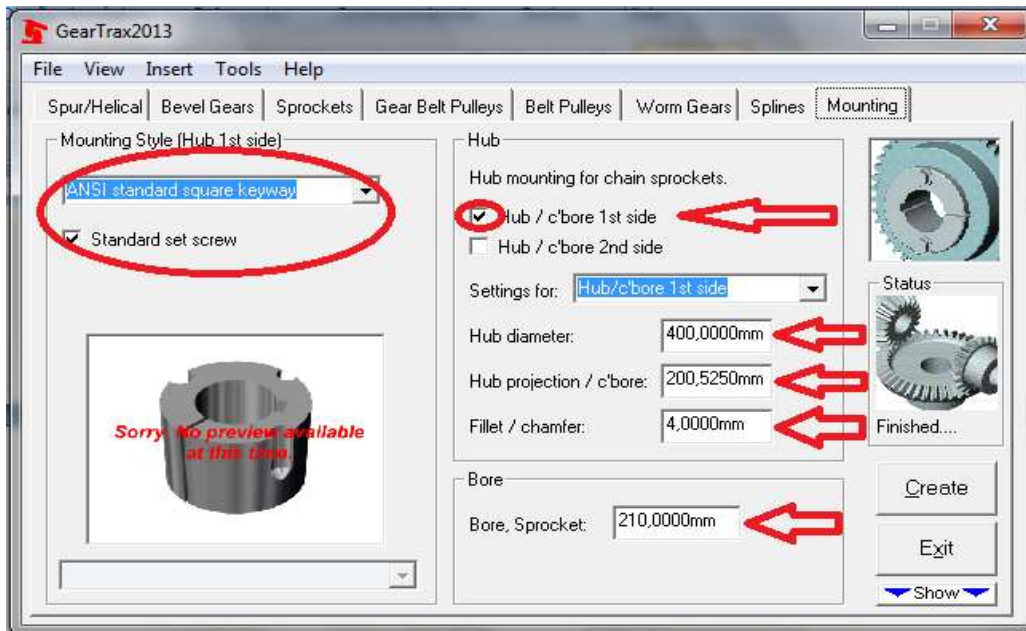 GearTrax2013
File View Insert Tools Help
Spur/Helical Bevel Gears Sprockets Gear Belt Pulleys Belt Pulleys Worm Gears Splines Mounting
Mounting Style (Hub 1st side)
ANSI standard square keyway
Standard set screw
Sorry. No preview available
at this time.
Hub
Hub mounting for chain sprockets.
Hub / c'bore 1st side
Hub / c'bore 2nd side
Settings for: Hub/c'bore 1st side
Hub diameter: 400,0000mm
Hub projection / c'bore: 200,5250mm
Fillet / chamfer: 4,0000mm
Bore
Bore, Sprocket: 210,0000mm
Status
Finished....
Create
Exit
Show